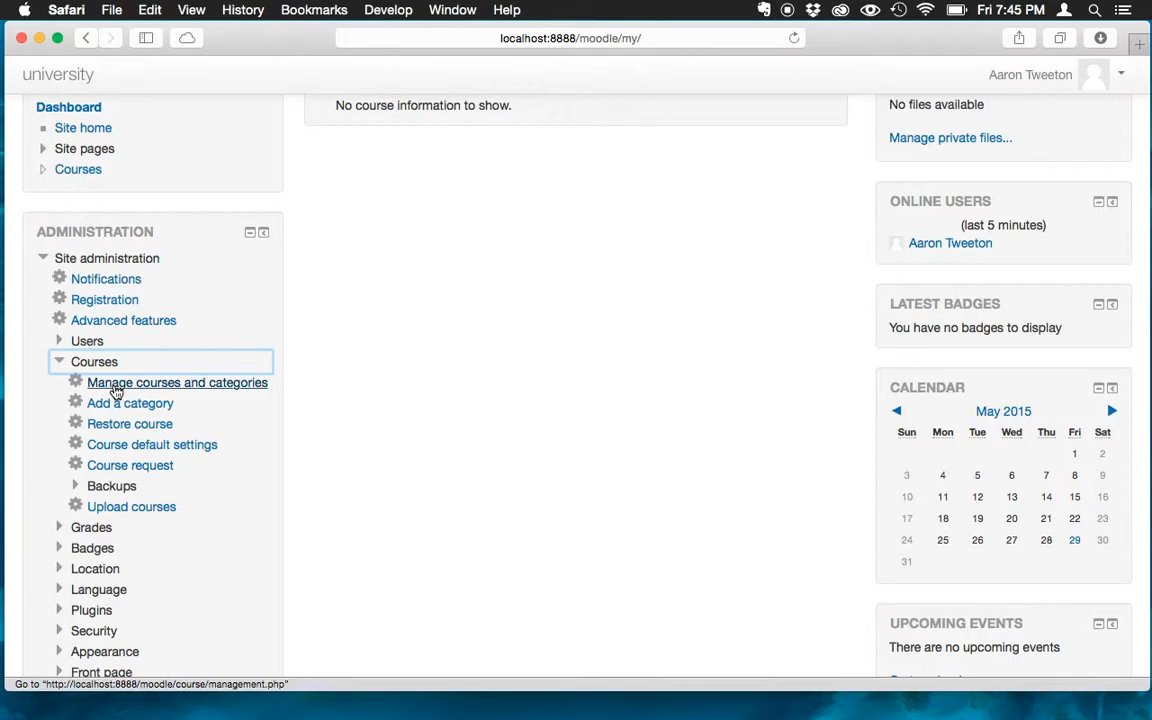 Safari File Edit View History Bookmarks Develop Window Help Fri 7:45 PM
localhost:8888/moodle/my/
university Aaron Tweeton
Dashboard
Site home
Site pages
Courses
ADMINISTRATION
Site administration
Notifications
Registration
Advanced features
Users
Courses
Manage courses and categories
Add a category
Restore course
Course default settings
Course request
Backups
Upload courses
Grades
Badges
Location
Language
Plugins
Security
Appearance
Front page
No course information to show.
No files available
Manage private files...
ONLINE USERS
(last 5 minutes)
Aaron Tweeton
LATEST BADGES
You have no badges to display
CALENDAR
May 2015
Sun Mon Tue Wed Thu Fri Sat
1 2
3 4 5 6 7 8 9
10 11 12 13 14 15 16
17 18 19 20 21 22 23
24 25 26 27 28 29 30
31
UPCOMING EVENTS
There are no upcoming events
Go to "http://localhost:8888/moodle/course/management.php"